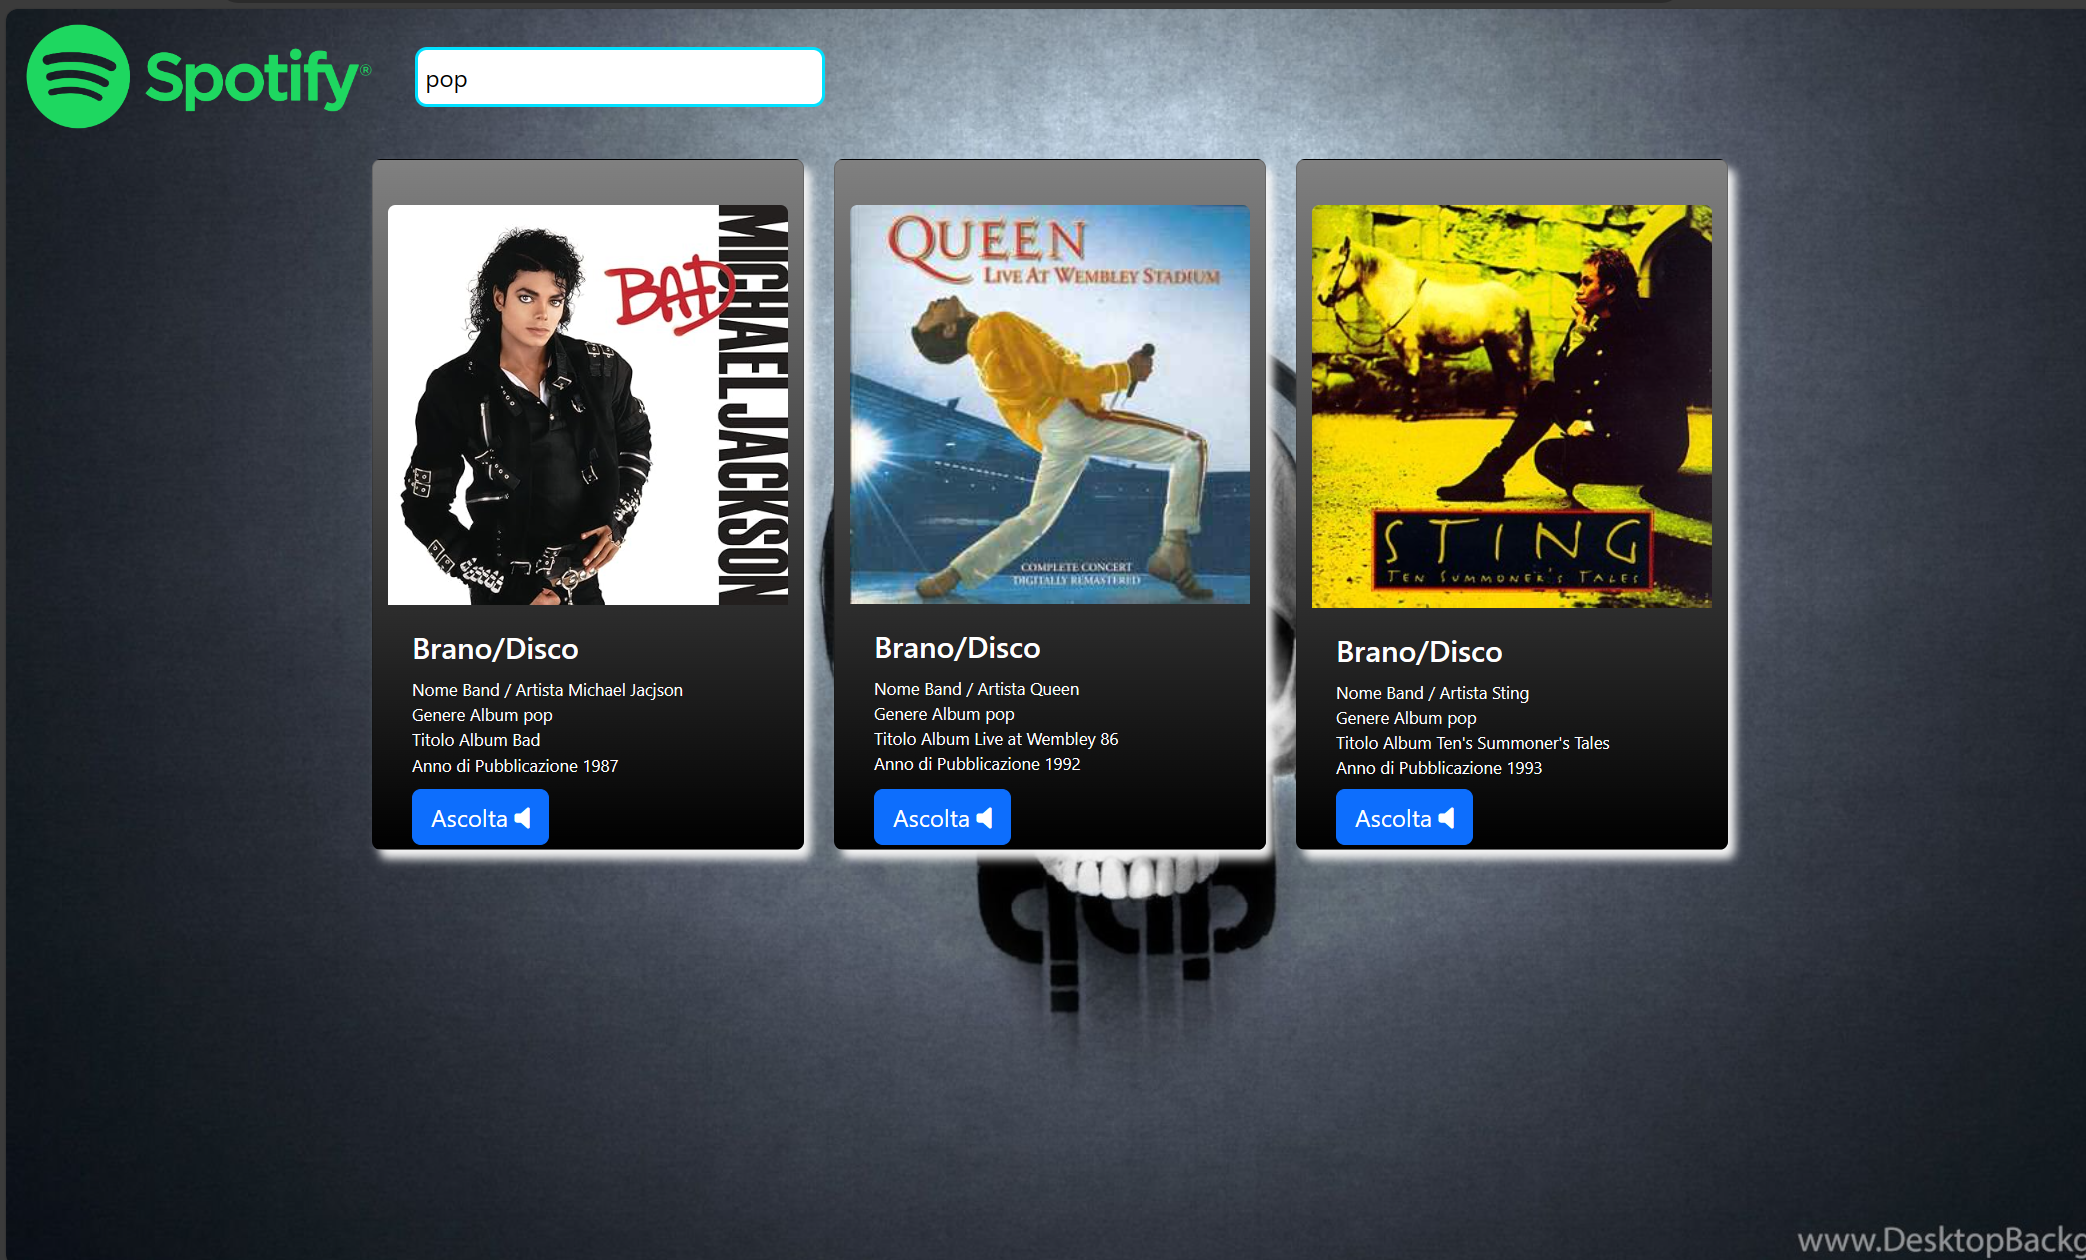 Spotify®
pop
BAD
MICHAEL JACKSON
QUEEN
LIVE AT WEMBLEY STADIUM
COMPLETE CONCERT
DIGITALLY REMASTERED
STING
TEN SUMMONER'S TALES
Brano/Disco
Nome Band / Artista Michael Jacjson
Genere Album pop
Titolo Album Bad
Anno di Pubblicazione 1987
Ascolta
Brano/Disco
Nome Band / Artista Queen
Genere Album pop
Titolo Album Live at Wembley 86
Anno di Pubblicazione 1992
Ascolta
Brano/Disco
Nome Band / Artista Sting
Genere Album pop
Titolo Album Ten's Summoner's Tales
Anno di Pubblicazione 1993
Ascolta
www.DesktopBackg